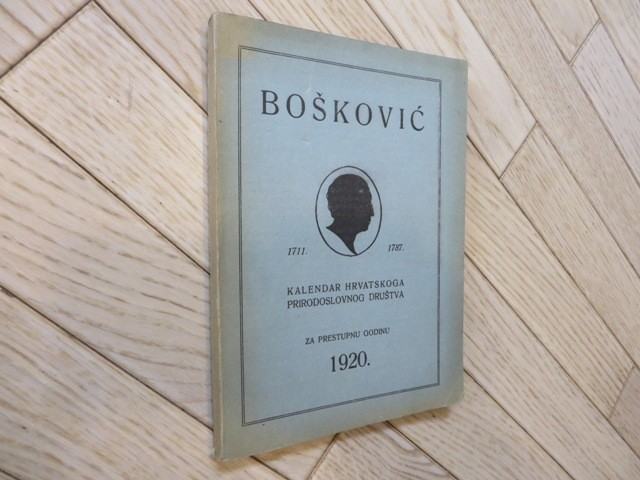 BOŠKOVIĆ
1711. 1787.
KALENDAR HRVATSKOGA
PRIRODOSLOVNOG DRUŠTVA
ZA PRESTUPNU GODINU
1920.